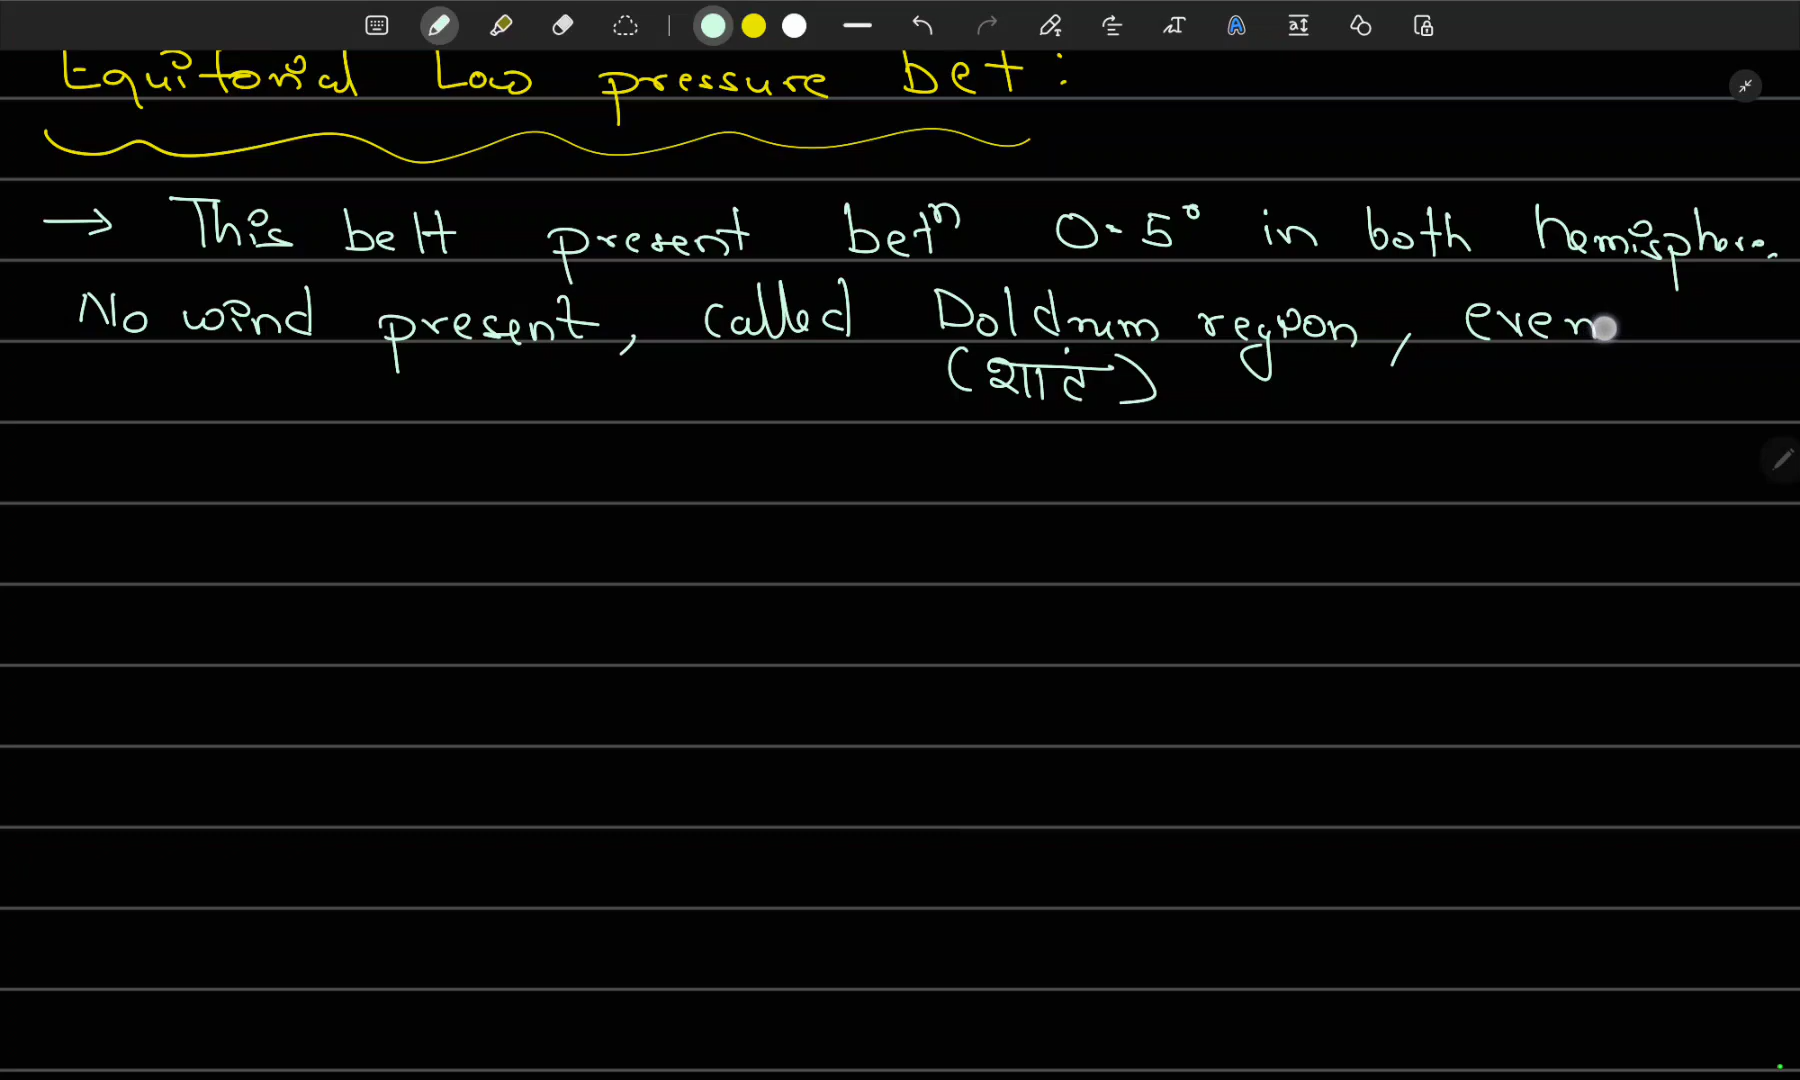 Equitorial Low pressure bet :
→ This belt present betⁿ 0-5° in both hemisphere.
No wind present, called Doldrum region, even
(शांत)